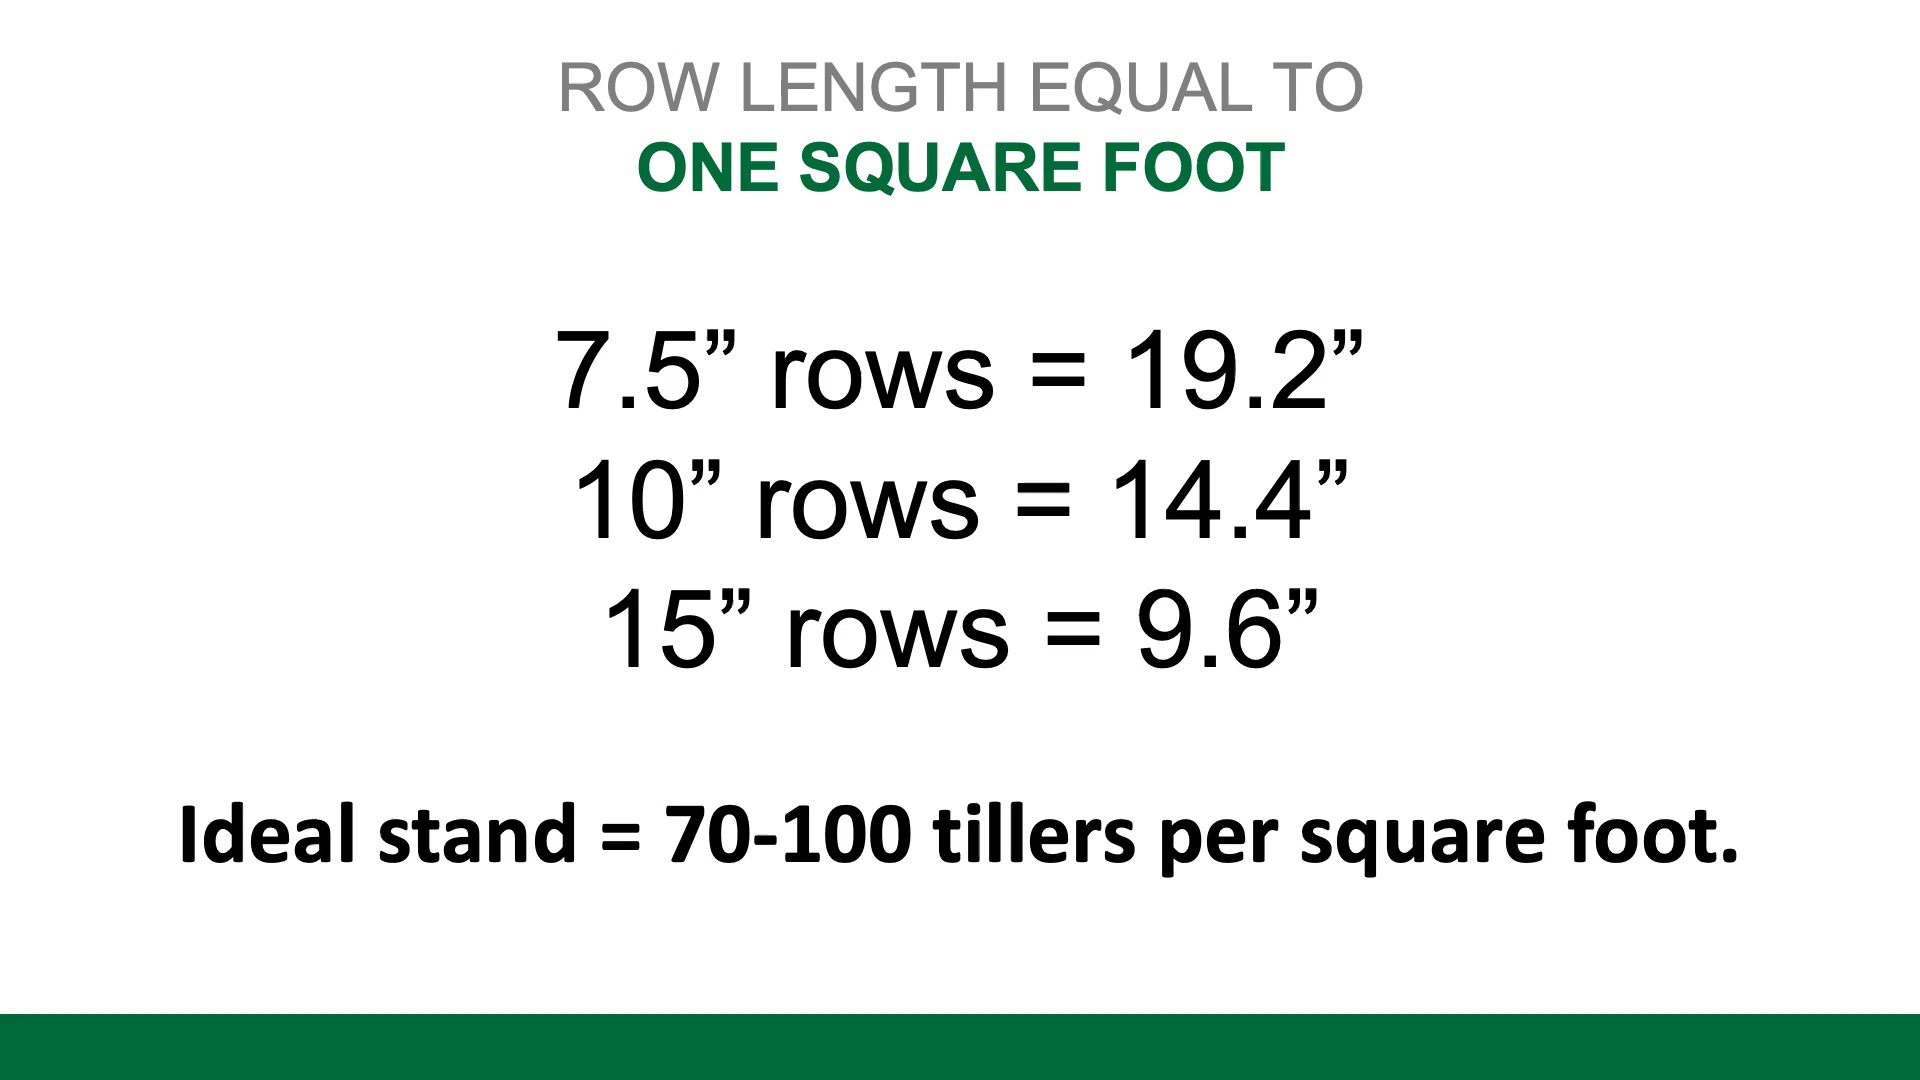 ROW LENGTH EQUAL TO
ONE SQUARE FOOT
7.5” rows = 19.2”
10” rows = 14.4”
15” rows = 9.6”
Ideal stand = 70-100 tillers per square foot.